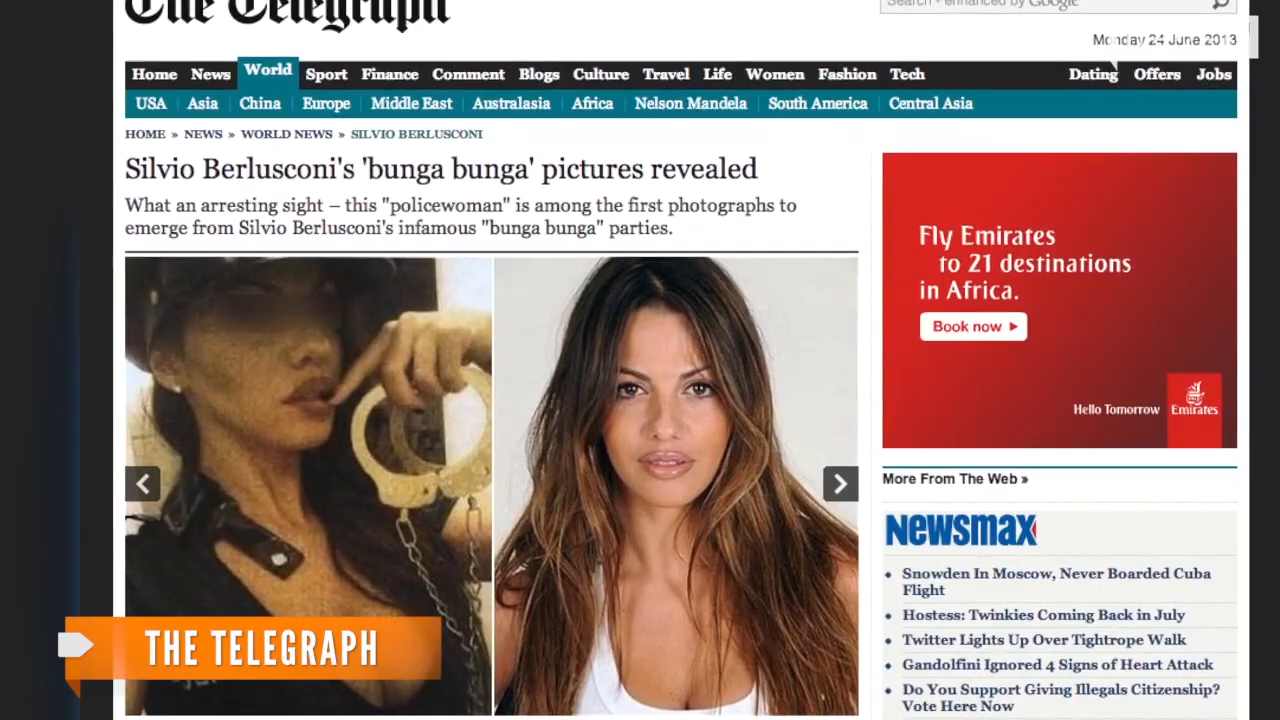 The Telegraph
Search - enhanced by Google
Monday 24 June 2013
Home News World Sport Finance Comment Blogs Culture Travel Life Women Fashion Tech Dating Offers Jobs
USA Asia China Europe Middle East Australasia Africa Nelson Mandela South America Central Asia
HOME » NEWS » WORLD NEWS » SILVIO BERLUSCONI
Silvio Berlusconi's 'bunga bunga' pictures revealed
What an arresting sight – this "policewoman" is among the first photographs to
emerge from Silvio Berlusconi's infamous "bunga bunga" parties.
Fly Emirates
to 21 destinations
in Africa.
Book now
Hello Tomorrow
Emirates
More From The Web »
Newsmax
Snowden In Moscow, Never Boarded Cuba
Flight
Hostess: Twinkies Coming Back in July
Twitter Lights Up Over Tightrope Walk
Gandolfini Ignored 4 Signs of Heart Attack
Do You Support Giving Illegals Citizenship?
Vote Here Now
THE TELEGRAPH